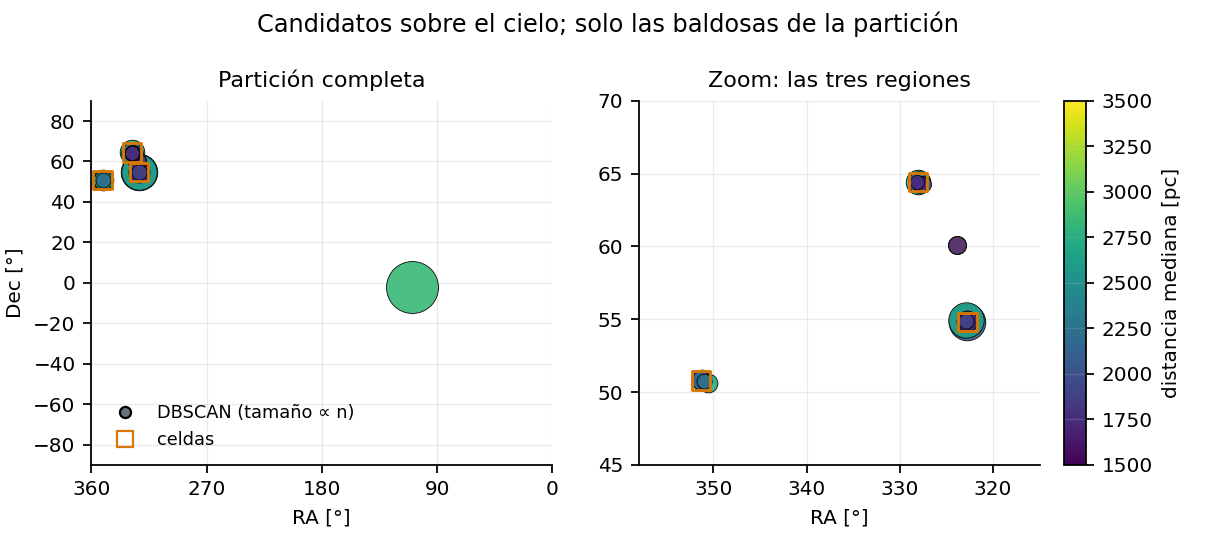 Candidatos sobre el cielo; solo las baldosas de la partición
Partición completa
80
60
40
20
0
−20
−40
−60
−80
Dec [°]
DBSCAN (tamaño ∝ n)
celdas
360 270 180 90 0
RA [°]
Zoom: las tres regiones
70
65
60
55
50
45
350 340 330 320
RA [°]
3500
3250
3000
2750
2500
2250
2000
1750
1500
distancia mediana [pc]